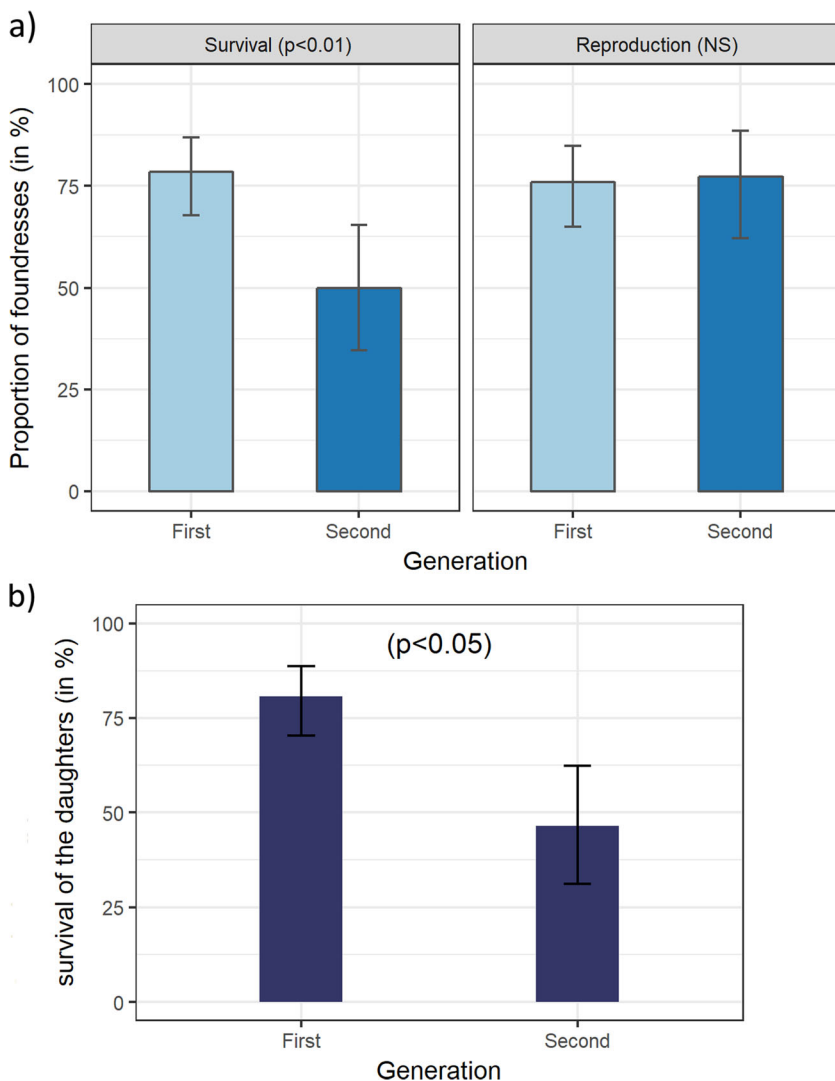 a)
Survival (p<0.01)
Reproduction (NS)
Proportion of foundresses (in %)
100
75
50
25
0
First
Second
First
Second
Generation
b)
survival of the daughters (in %)
(p<0.05)
100
75
50
25
0
First
Second
Generation